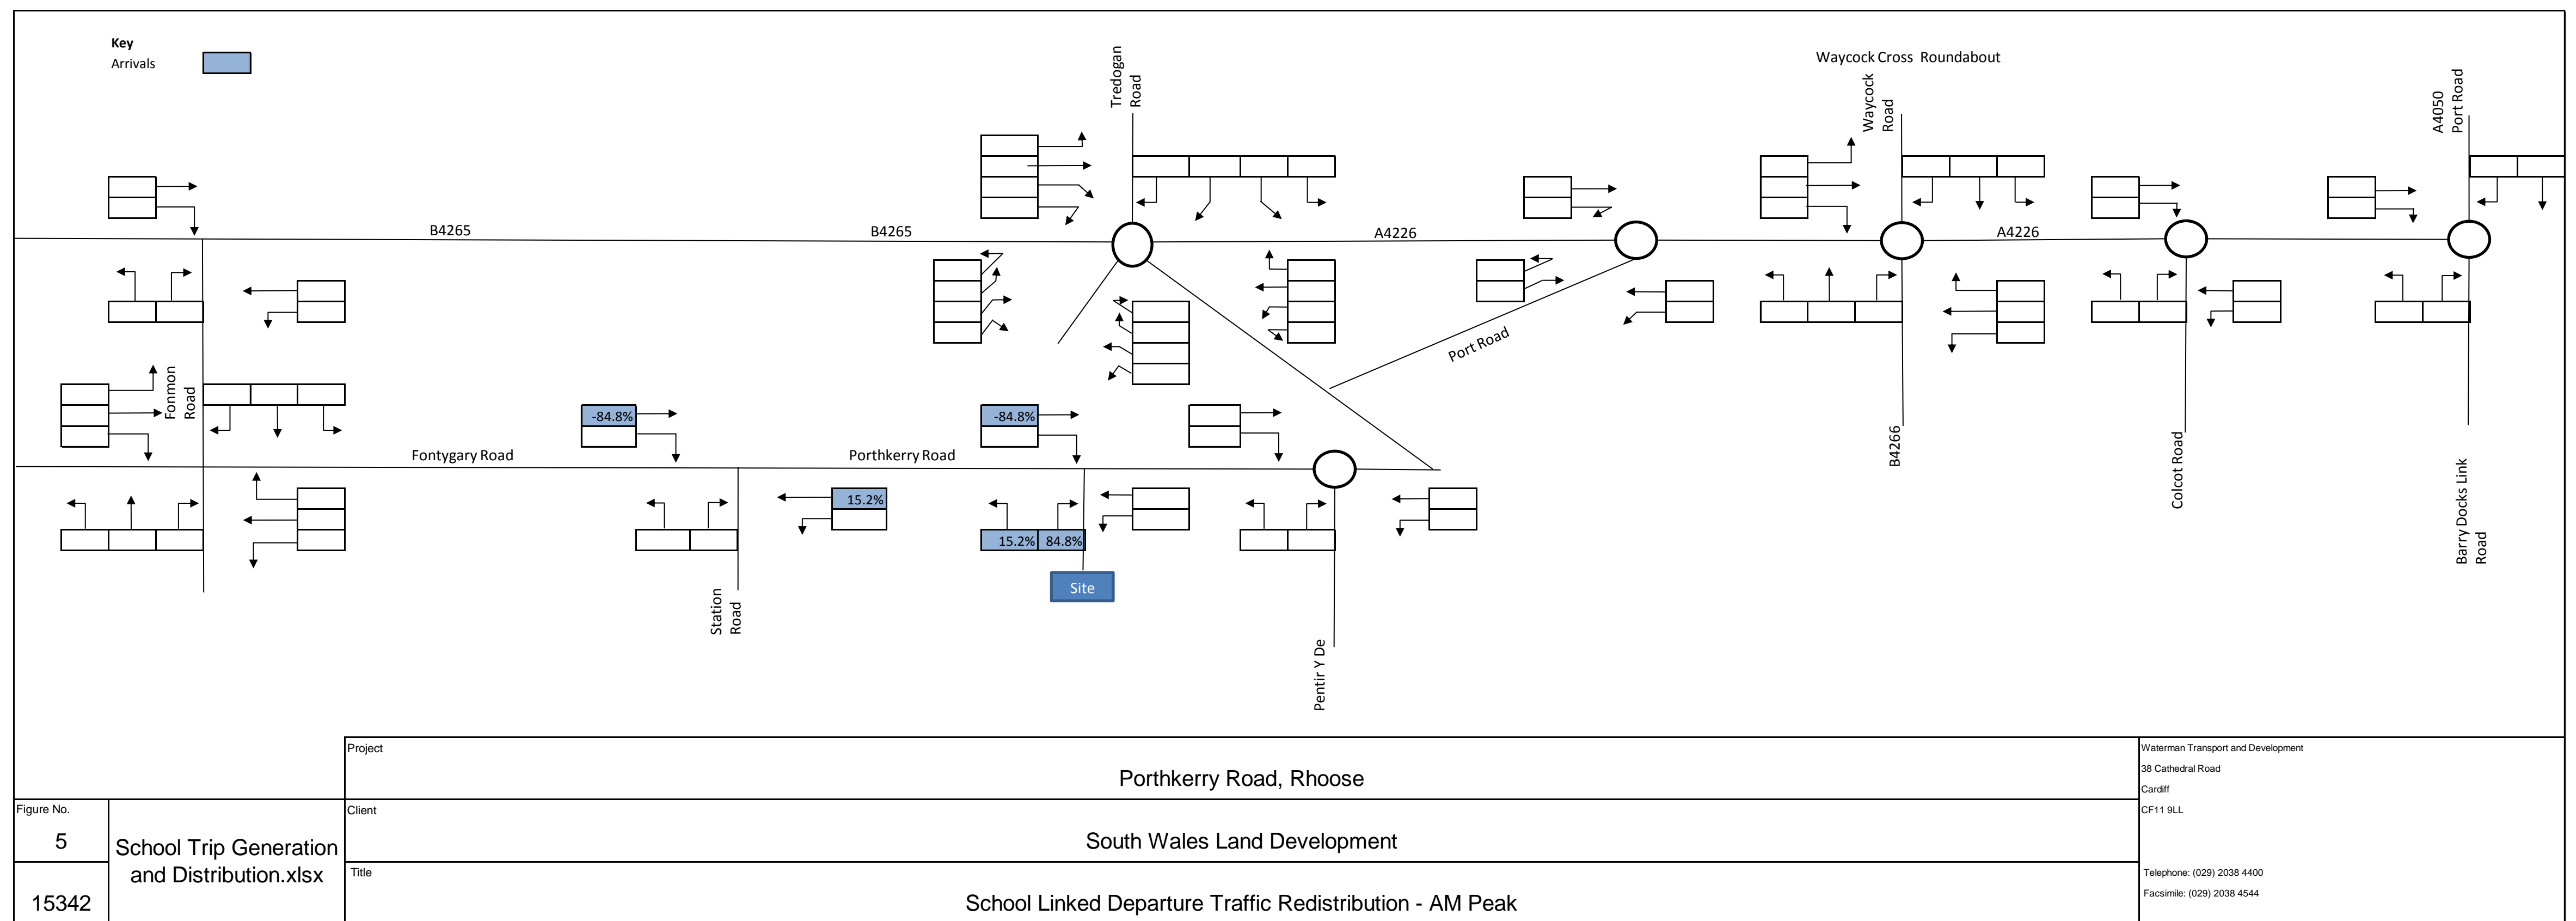 Key
Arrivals
Tredogan
Road
Waycock Cross Roundabout
Waycock
Road
A4050
Port Road
B4265
B4265
A4226
A4226
Port Road
Fonmon
Road
-84.8%
-84.8%
Fontygary Road
Porthkerry Road
B4266
Colcot Road
Barry Docks Link
Road
15.2%
15.2% 84.8%
Site
Station
Road
Pentir Y De
Project
Porthkerry Road, Rhoose
Waterman Transport and Development
38 Cathedral Road
Cardiff
CF11 9LL
Figure No.
5
School Trip Generation
and Distribution.xlsx
Client
South Wales Land Development
15342
Title
School Linked Departure Traffic Redistribution - AM Peak
Telephone: (029) 2038 4400
Facsimile: (029) 2038 4544